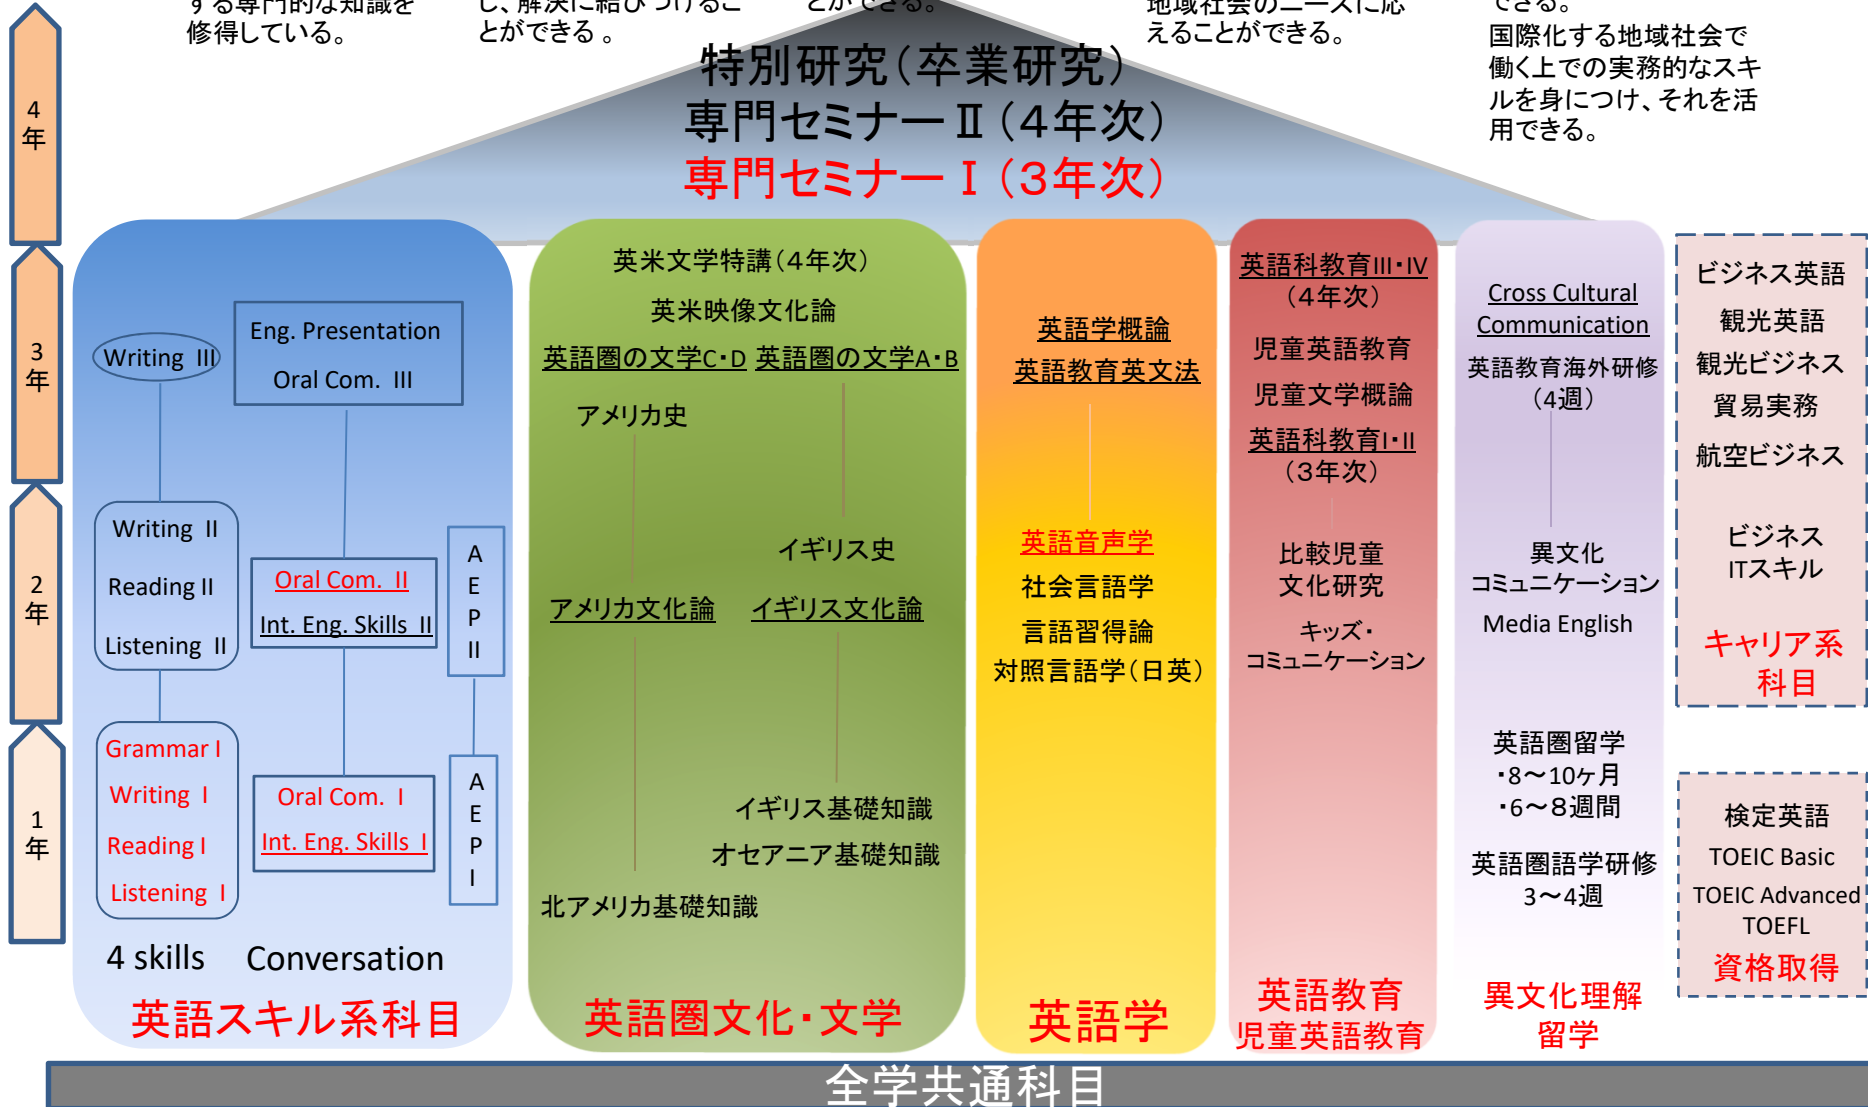 する専門的な知識を
修得している。
し、解決に結びつけるこ
とができる 。
とができる。
地域社会のニーズに応
えることができる。
できる。
国際化する地域社会で
働く上での実務的なスキ
ルを身につけ、それを活
用できる。
特別研究(卒業研究)
専門セミナーⅡ(4年次)
専門セミナーⅠ(3年次)
4
年
3
年
2
年
1
年
Writing III
Eng. Presentation
Oral Com. III
Writing II
Reading II
Listening II
Oral Com. II
Int. Eng. Skills II
A
E
P
II
Grammar I
Writing I
Reading I
Listening I
Oral Com. I
Int. Eng. Skills I
A
E
P
I
4 skills
Conversation
英語スキル系科目
英米文学特講(4年次)
英米映像文化論
英語圏の文学C・D
英語圏の文学A・B
アメリカ史
イギリス史
アメリカ文化論
イギリス文化論
イギリス基礎知識
オセアニア基礎知識
北アメリカ基礎知識
英語圏文化・文学
英語学概論
英語教育英文法
英語音声学
社会言語学
言語習得論
対照言語学(日英)
英語学
英語科教育III・IV
(4年次)
児童英語教育
児童文学概論
英語科教育I・II
(3年次)
比較児童
文化研究
キッズ・
コミュニケーション
英語教育
児童英語教育
Cross Cultural
Communication
英語教育海外研修
(4週)
異文化
コミュニケーション
Media English
英語圏留学
・8～10ヶ月
・6～8週間
英語圏語学研修
3～4週
異文化理解
留学
ビジネス英語
観光英語
観光ビジネス
貿易実務
航空ビジネス
ビジネス
ITスキル
キャリア系
科目
検定英語
TOEIC Basic
TOEIC Advanced
TOEFL
資格取得
全学共通科目